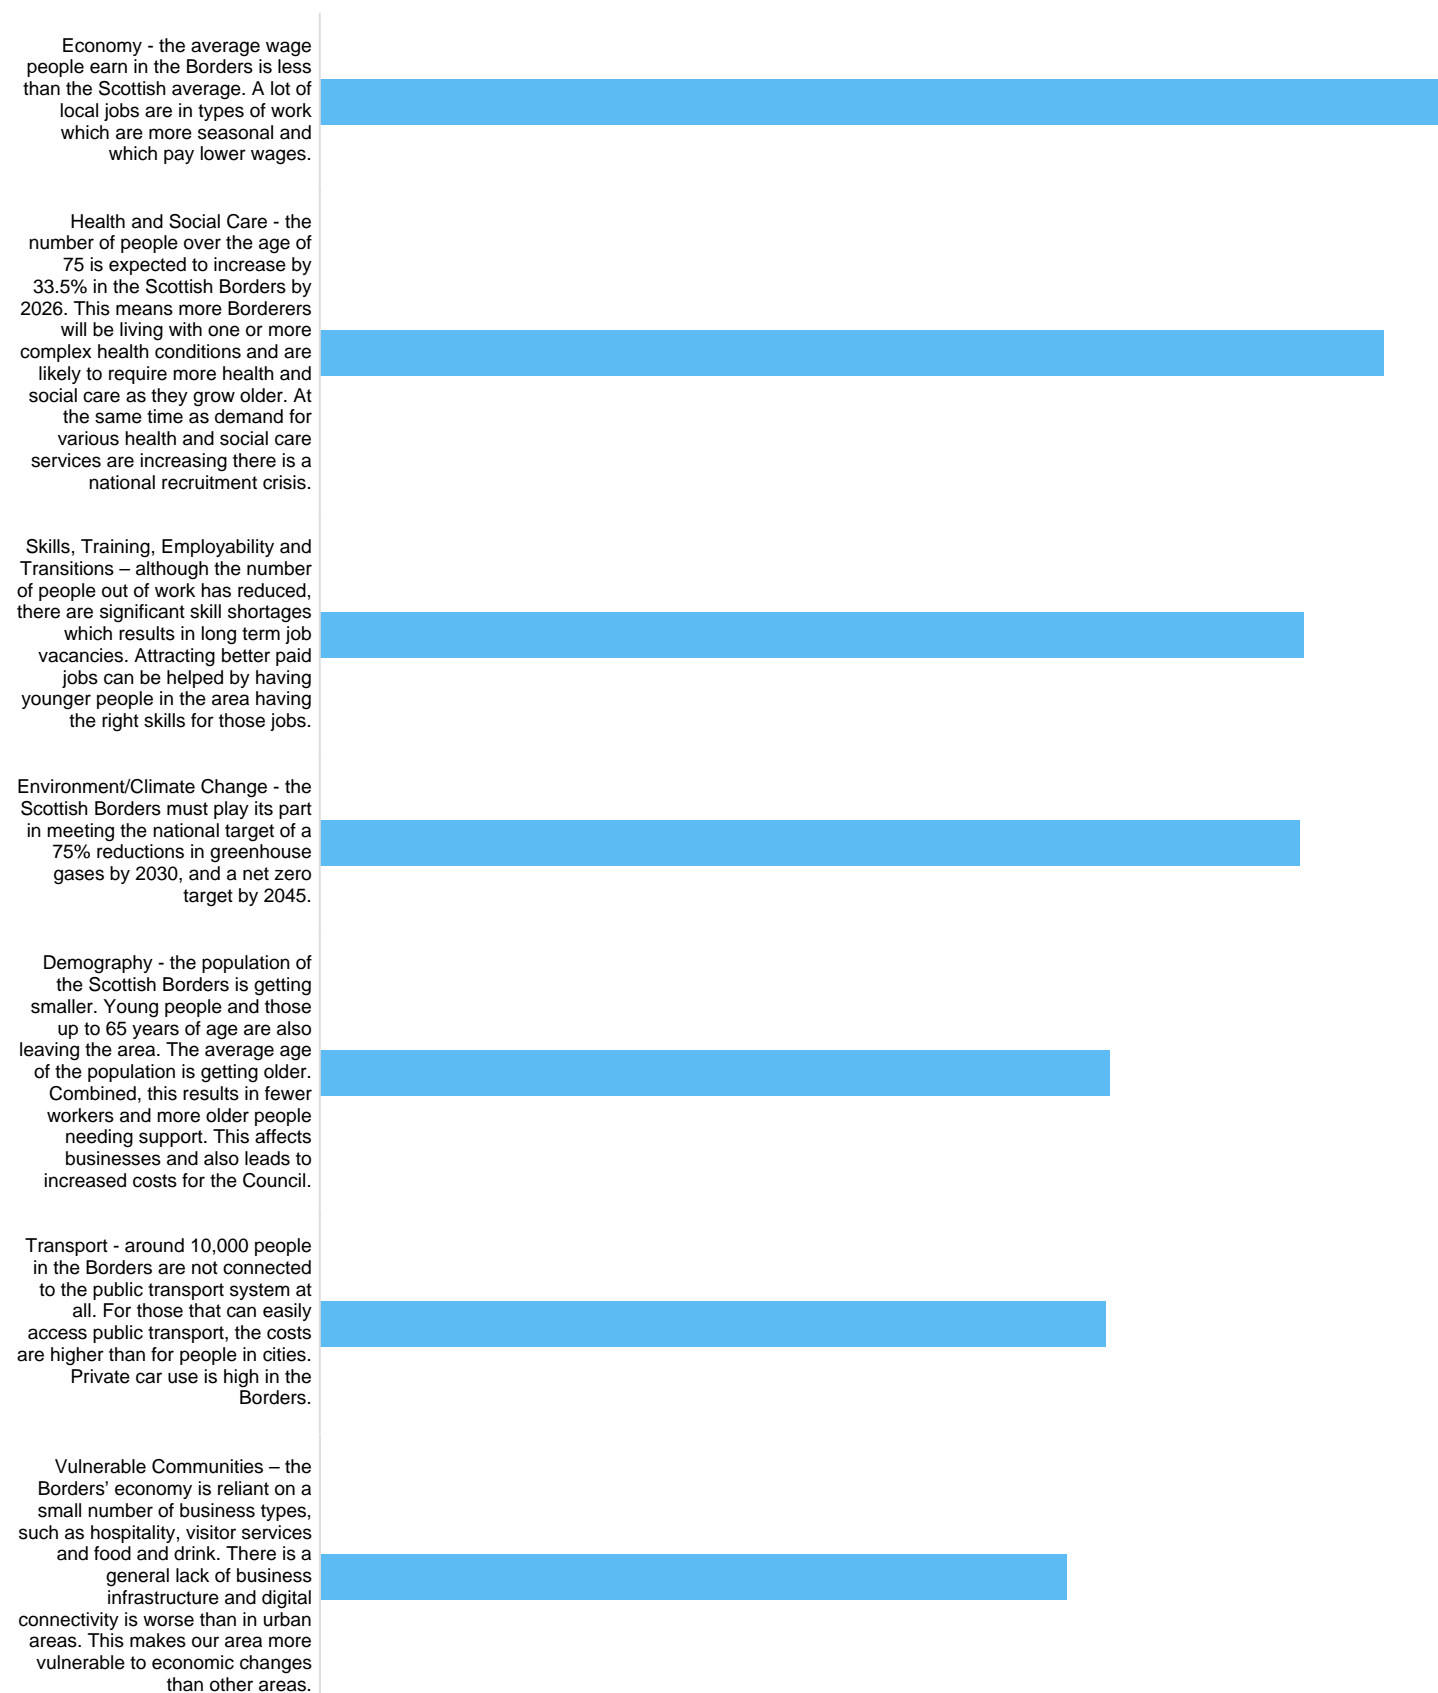 Economy - the average wage
people earn in the Borders is less
than the Scottish average. A lot of
local jobs are in types of work
which are more seasonal and
which pay lower wages.
Health and Social Care - the
number of people over the age of
75 is expected to increase by
33.5% in the Scottish Borders by
2026. This means more Borderers
will be living with one or more
complex health conditions and are
likely to require more health and
social care as they grow older. At
the same time as demand for
various health and social care
services are increasing there is a
national recruitment crisis.
Skills, Training, Employability and
Transitions – although the number
of people out of work has reduced,
there are significant skill shortages
which results in long term job
vacancies. Attracting better paid
jobs can be helped by having
younger people in the area having
the right skills for those jobs.
Environment/Climate Change - the
Scottish Borders must play its part
in meeting the national target of a
75% reductions in greenhouse
gases by 2030, and a net zero
target by 2045.
Demography - the population of
the Scottish Borders is getting
smaller. Young people and those
up to 65 years of age are also
leaving the area. The average age
of the population is getting older.
Combined, this results in fewer
workers and more older people
needing support. This affects
businesses and also leads to
increased costs for the Council.
Transport - around 10,000 people
in the Borders are not connected
to the public transport system at
all. For those that can easily
access public transport, the costs
are higher than for people in cities.
Private car use is high in the
Borders.
Vulnerable Communities – the
Borders’ economy is reliant on a
small number of business types,
such as hospitality, visitor services
and food and drink. There is a
general lack of business
infrastructure and digital
connectivity is worse than in urban
areas. This makes our area more
vulnerable to economic changes
than other areas.